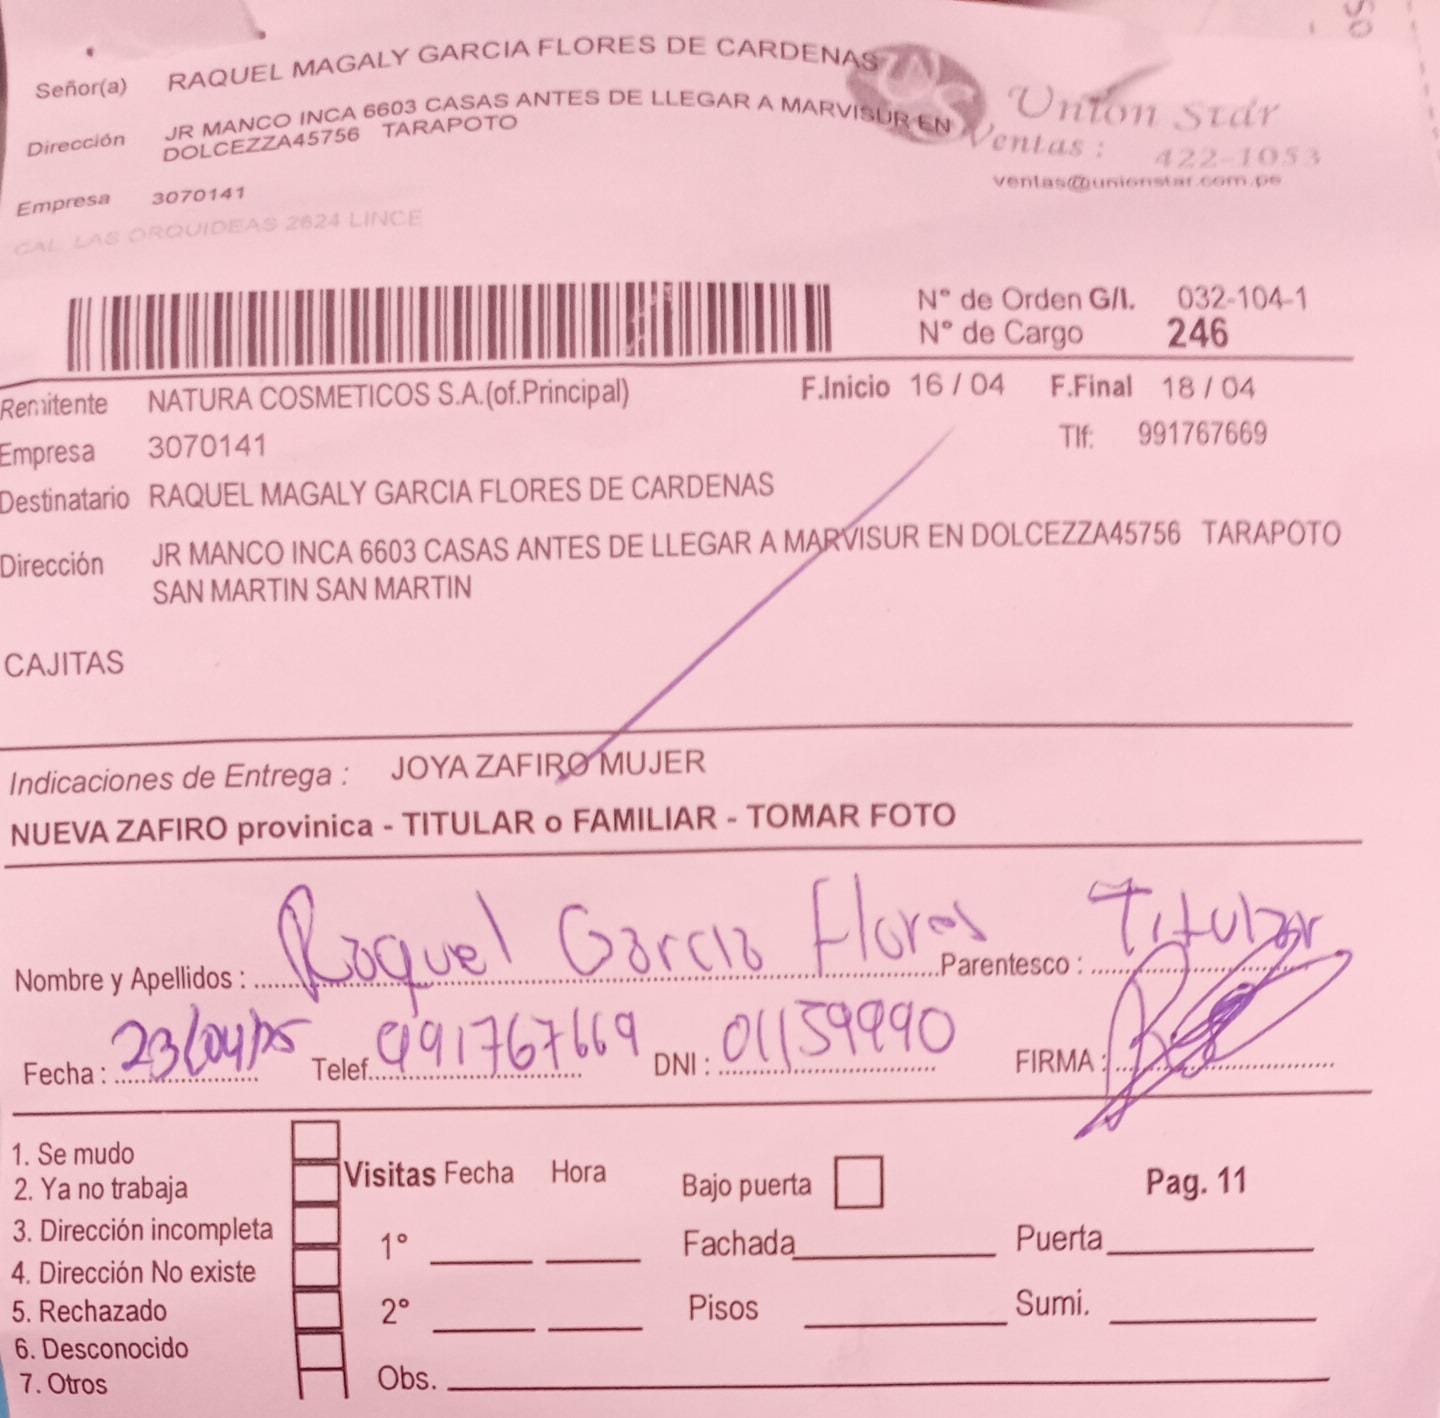 Señor(a) RAQUEL MAGALY GARCIA FLORES DE CARDENAS
Union Star
Dirección JR MANCO INCA 6603 CASAS ANTES DE LLEGAR A MARVISUR EN
DOLCEZZA45756 TARAPOTO
Ventas : 422-1053
ventas@unionstar.com.pe
Empresa 3070141
CAL. LAS ORQUIDEAS 2624 LINCE
N° de Orden G/I. 032-104-1
N° de Cargo 246
Remitente NATURA COSMETICOS S.A.(of.Principal) F.Inicio 16 / 04 F.Final 18 / 04
Empresa 3070141 Tlf: 991767669
Destinatario RAQUEL MAGALY GARCIA FLORES DE CARDENAS
Dirección JR MANCO INCA 6603 CASAS ANTES DE LLEGAR A MARVISUR EN DOLCEZZA45756 TARAPOTO
SAN MARTIN SAN MARTIN
CAJITAS
Indicaciones de Entrega : JOYA ZAFIRO MUJER
NUEVA ZAFIRO provinica - TITULAR o FAMILIAR - TOMAR FOTO
Nombre y Apellidos : Raquel Garcia Flores Parentesco : Titular
Fecha : 23/04/25 Telef. 991767669 DNI : 01159990 FIRMA :
1. Se mudo
2. Ya no trabaja
3. Dirección incompleta
4. Dirección No existe
5. Rechazado
6. Desconocido
7. Otros
Visitas Fecha Hora
1°
2°
Obs.
Bajo puerta
Pag. 11
Fachada Puerta
Pisos Sumi.